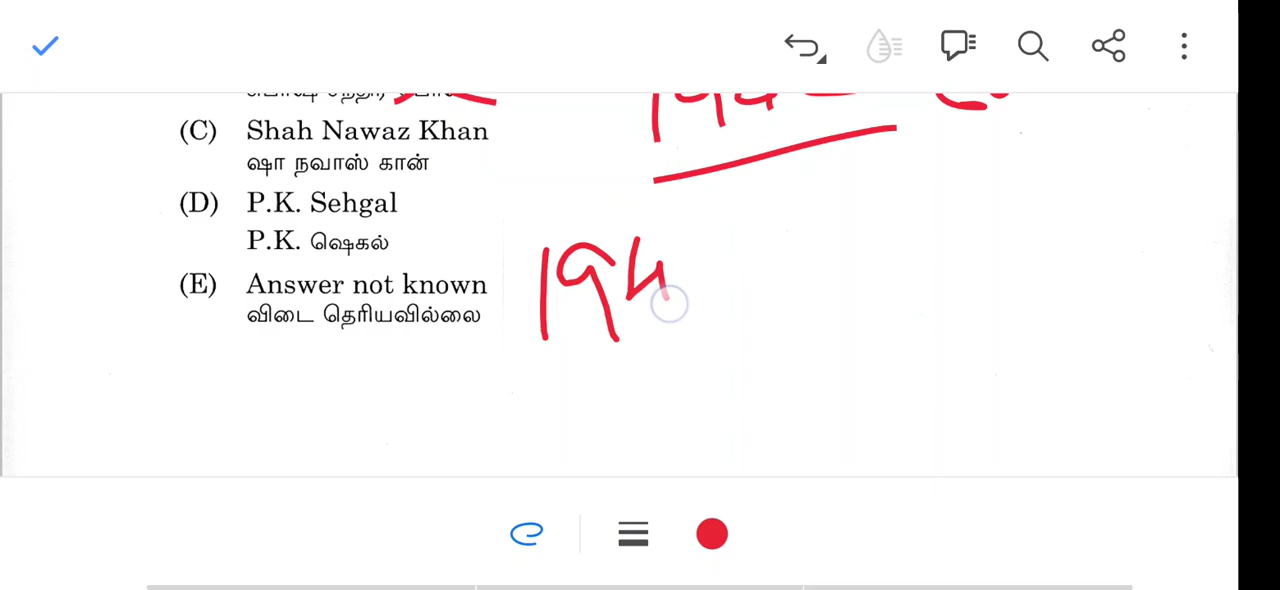 (C) Shah Nawaz Khan
ஷா நவாஸ் கான்
(D) P.K. Sehgal
P.K. ஷெகல்
(E) Answer not known
விடை தெரியவில்லை
194